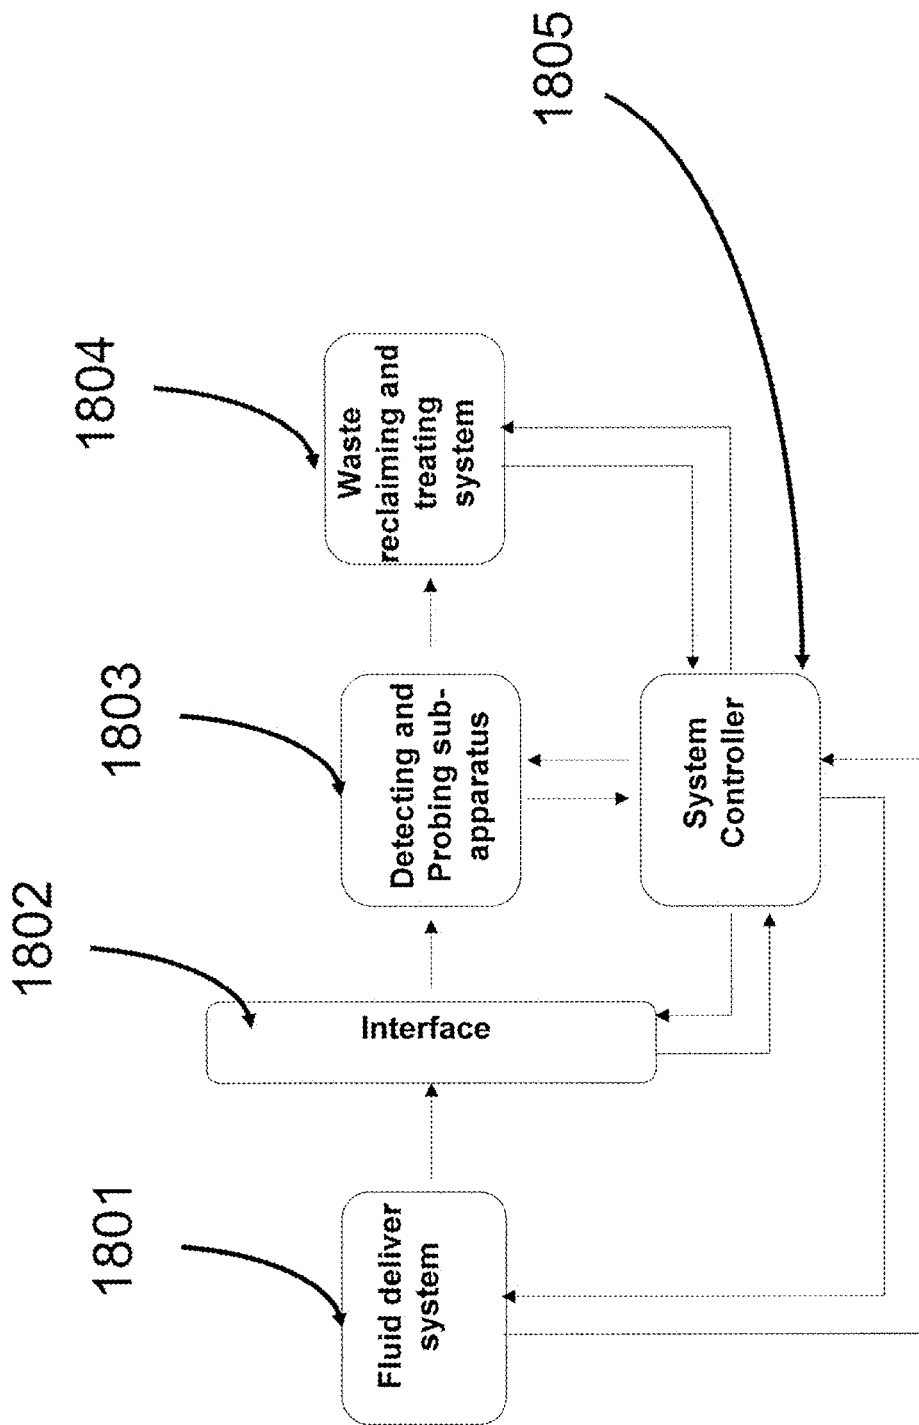 1801
1802
1803
1804
1805
Fluid deliver
system
Interface
Detecting and
Probing sub-
apparatus
Waste
reclaiming and
treating
system
System
Controller